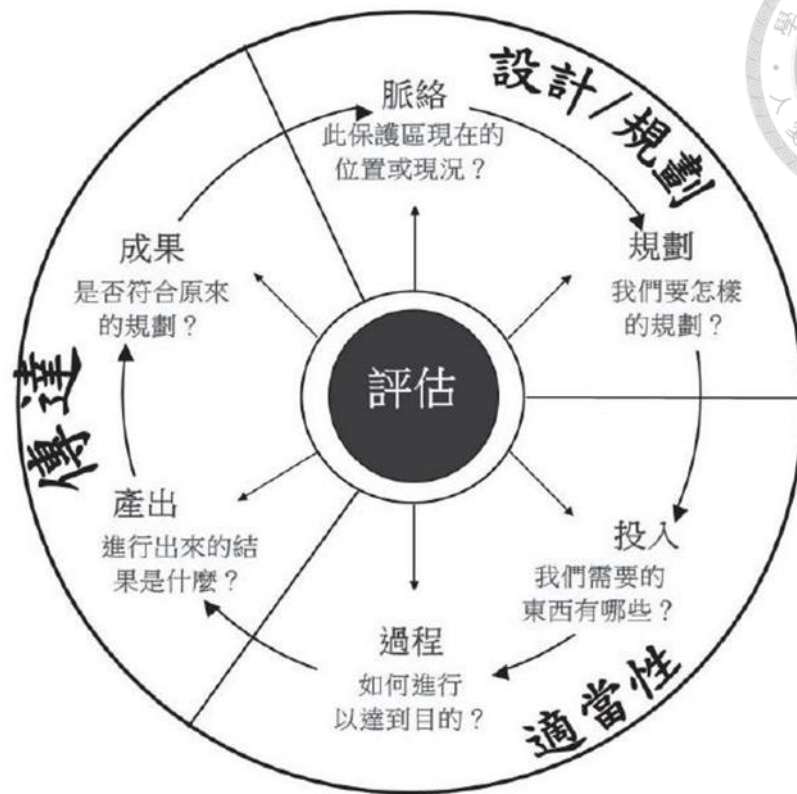 設計/規劃
脈絡
此保護區現在的
位置或現況？
規劃
我們要怎樣
的規劃？
投入
我們需要的
東西有哪些？
適當性
過程
如何進行
以達到目的？
產出
進行出來的結
果是什麼？
傳達
成果
是否符合原來
的規劃？
評估